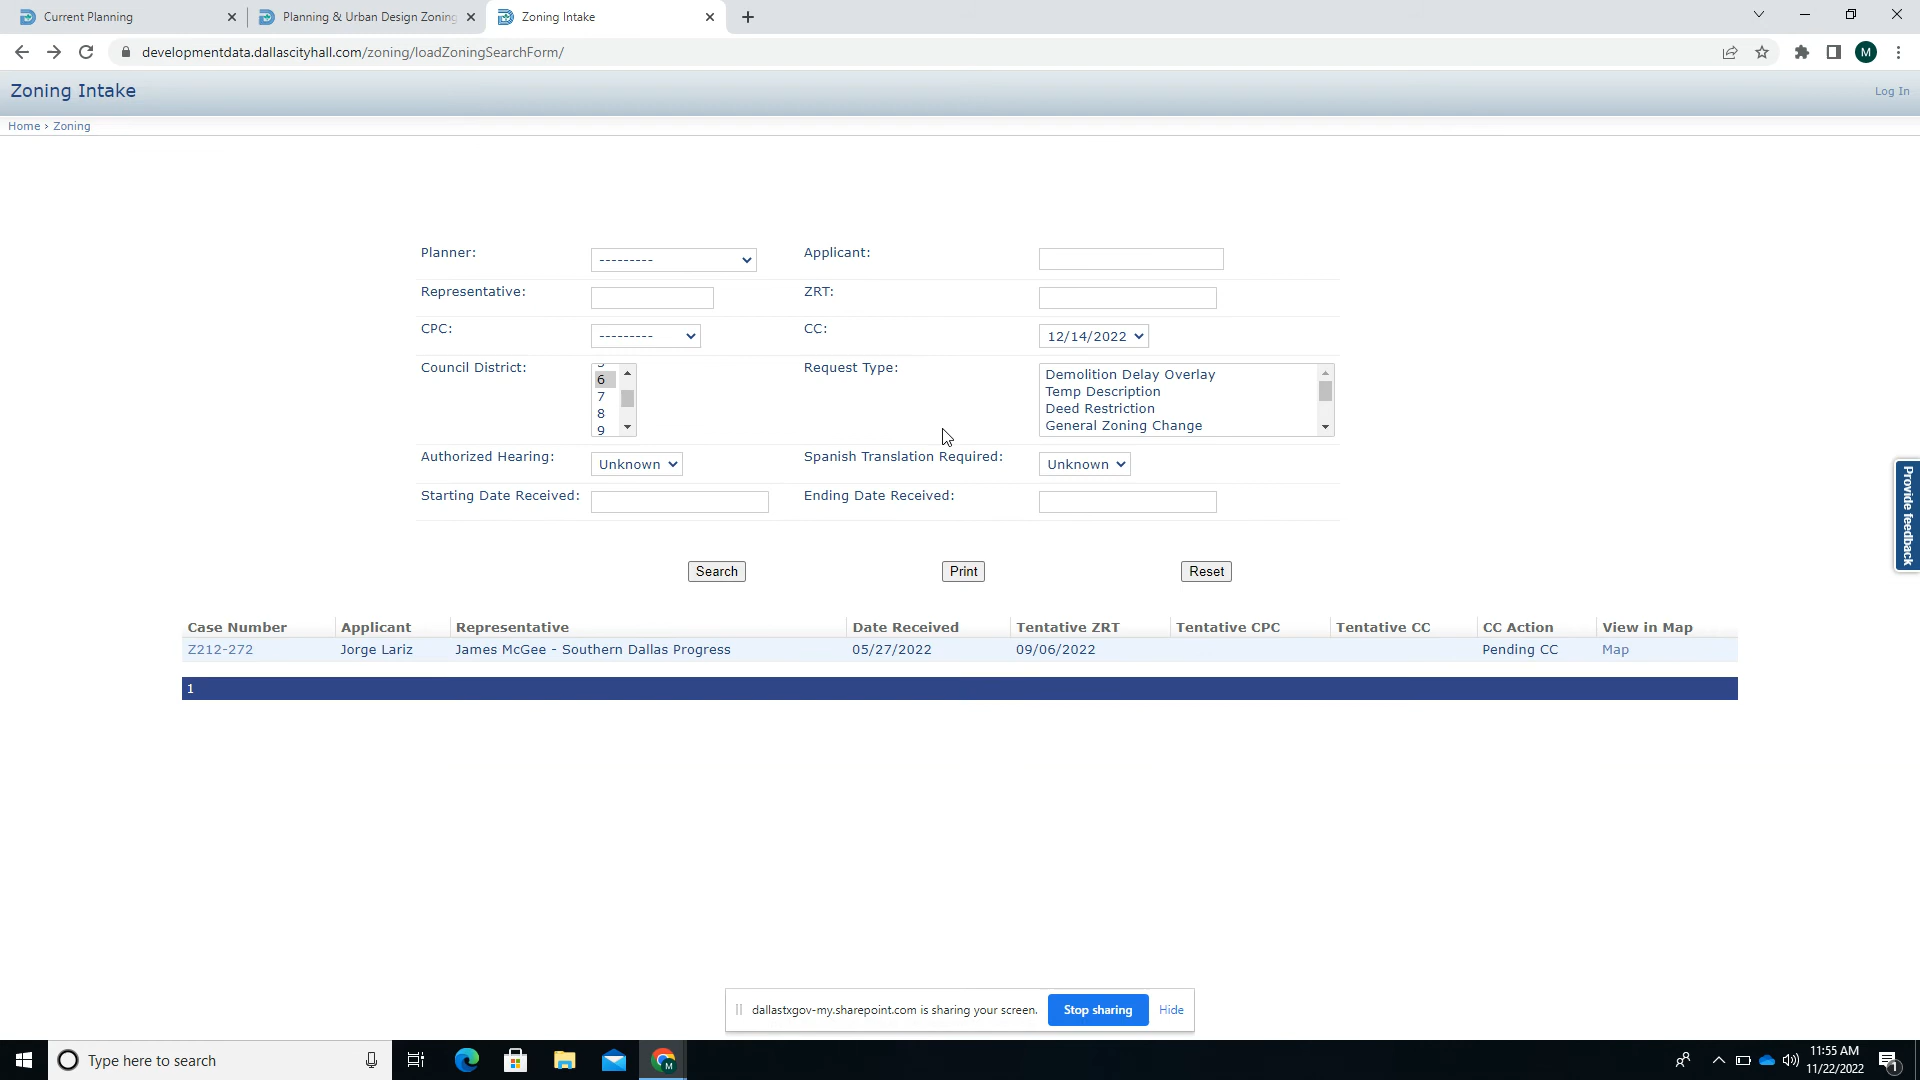 Current Planning
Planning & Urban Design Zoning
Zoning Intake
developmentdata.dallascityhall.com/zoning/loadZoningSearchForm/
M
Zoning Intake
Log In
Home › Zoning
Planner: --------- Applicant:
Representative: ZRT:
CPC: --------- CC: 12/14/2022
Council District: Request Type:
6
7
8
9
Demolition Delay Overlay
Temp Description
Deed Restriction
General Zoning Change
Authorized Hearing: Unknown Spanish Translation Required: Unknown
Starting Date Received: Ending Date Received:
Provide feedback
Search Print Reset
Case Number Applicant Representative Date Received Tentative ZRT Tentative CPC Tentative CC CC Action View in Map
Z212-272 Jorge Lariz James McGee - Southern Dallas Progress 05/27/2022 09/06/2022 Pending CC Map
1
dallastxgov-my.sharepoint.com is sharing your screen. Stop sharing Hide
Type here to search
M
11:55 AM
11/22/2022
1